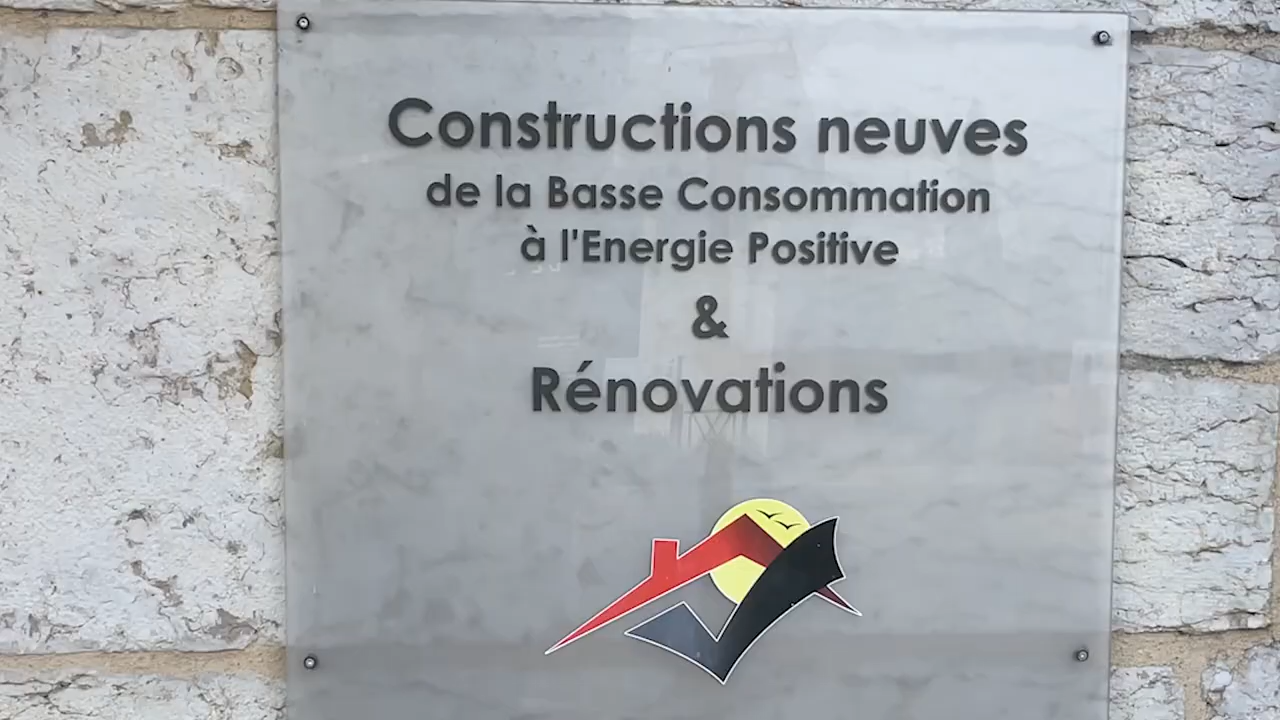 Constructions neuves
de la Basse Consommation
à l'Energie Positive
&
Rénovations